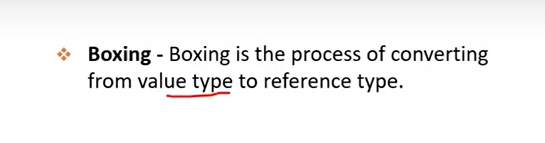 Boxing - Boxing is the process of converting
from value type to reference type.